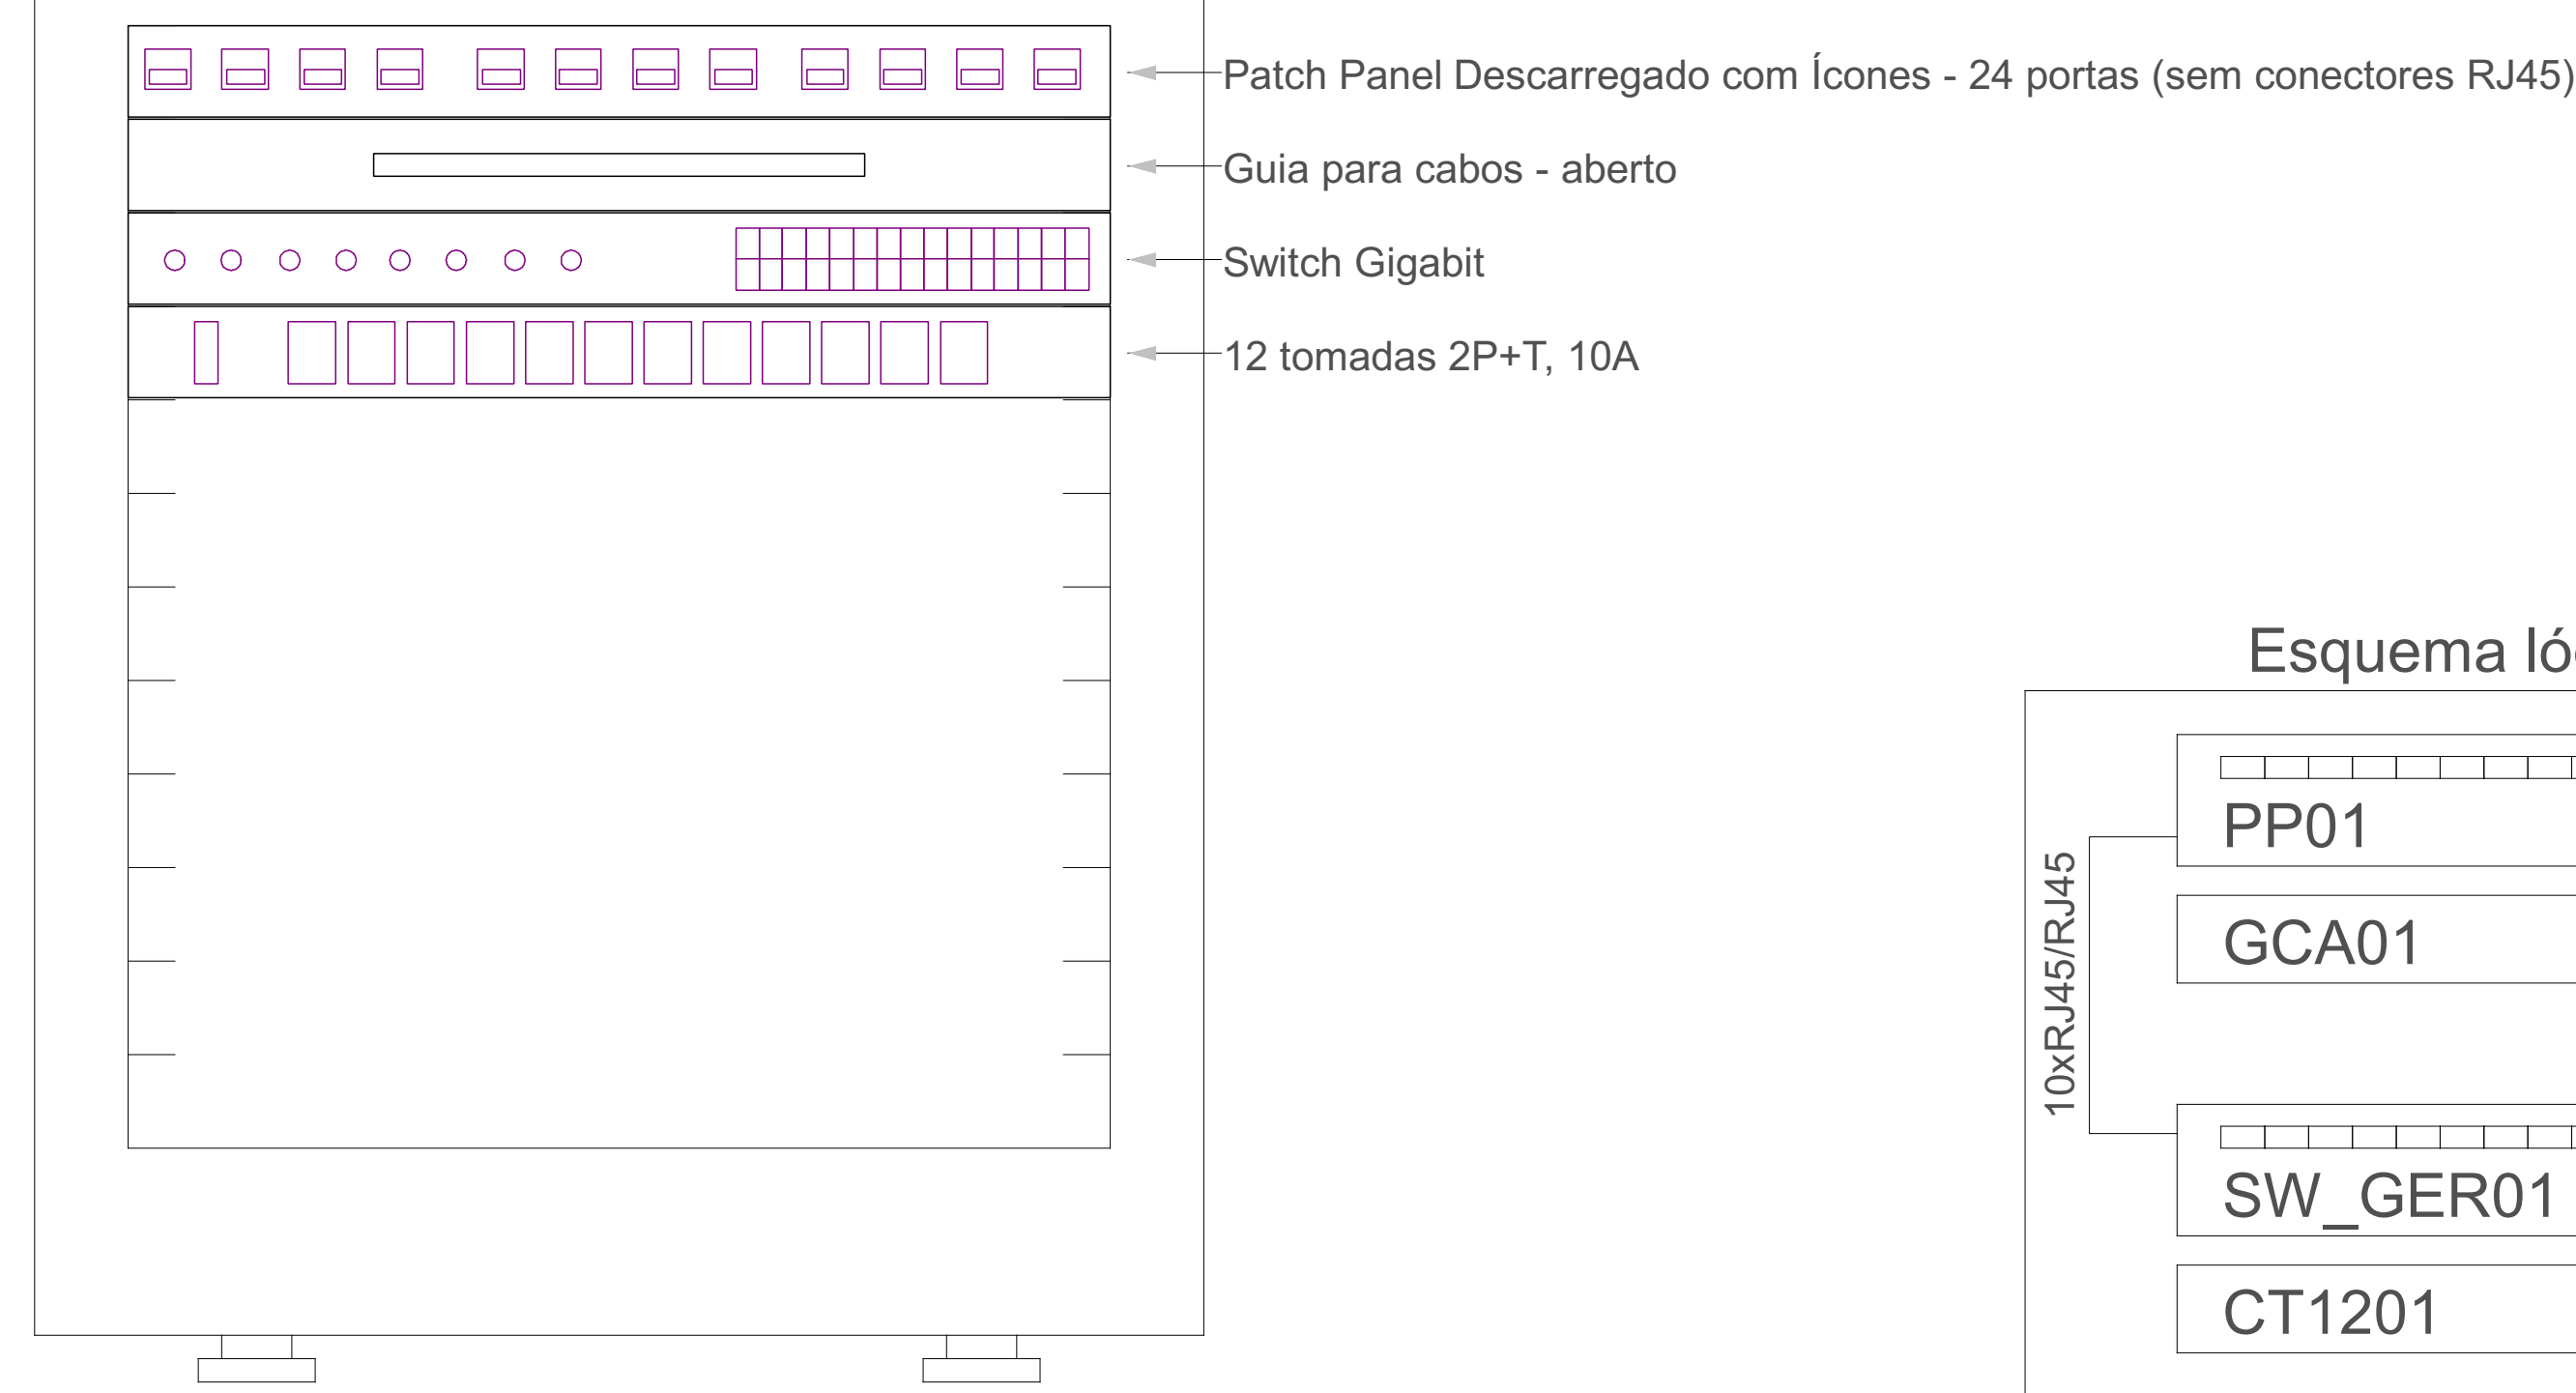 Patch Panel Descarregado com Ícones - 24 portas (sem conectores RJ45)
Guia para cabos - aberto
Switch Gigabit
12 tomadas 2P+T, 10A
Esquema
PP01
10xRJ45/RJ45
GCA01
SW_GER01
CT1201